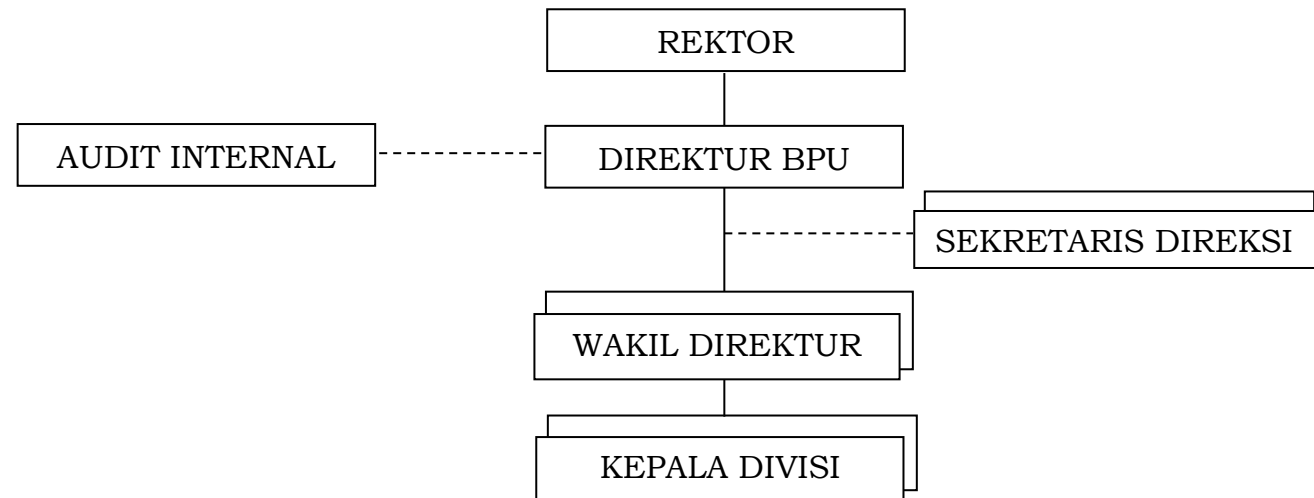 REKTOR
AUDIT INTERNAL
DIREKTUR BPU
SEKRETARIS DIREKSI
WAKIL DIREKTUR
KEPALA DIVISI